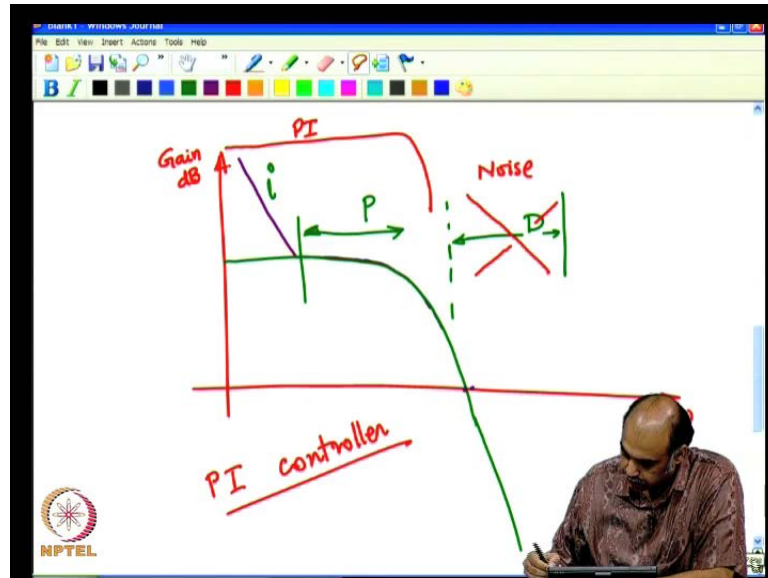 Blank1 - Windows Journal
File Edit View Insert Actions Tools Help
B I
PI
Gain
dB
i
P
Noise
D
PI controller
NPTEL